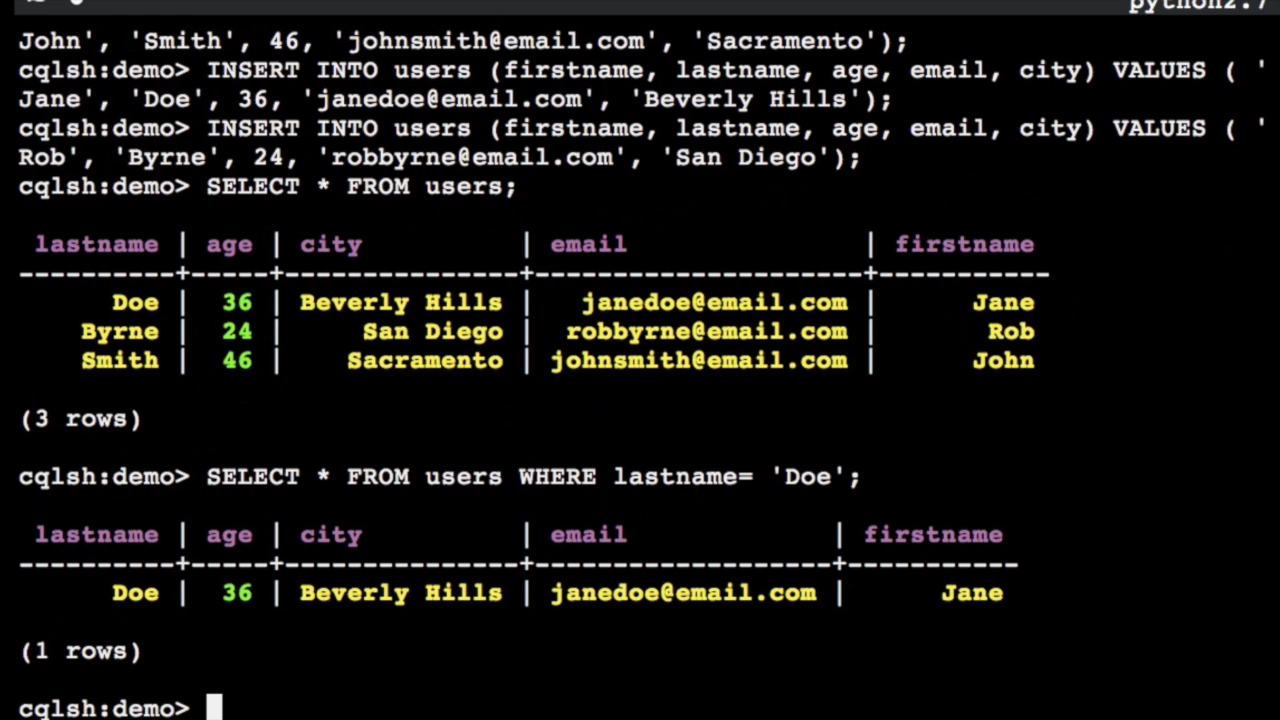 python2.7
John', 'Smith', 46, 'johnsmith@email.com', 'Sacramento');
cqlsh:demo> INSERT INTO users (firstname, lastname, age, email, city) VALUES ( '
Jane', 'Doe', 36, 'janedoe@email.com', 'Beverly Hills');
cqlsh:demo> INSERT INTO users (firstname, lastname, age, email, city) VALUES ( '
Rob', 'Byrne', 24, 'robbyrne@email.com', 'San Diego');
cqlsh:demo> SELECT * FROM users;
 lastname | age | city          | email               | firstname
----------+-----+---------------+---------------------+-----------
      Doe |  36 | Beverly Hills |   janedoe@email.com |      Jane
    Byrne |  24 |     San Diego |  robbyrne@email.com |       Rob
    Smith |  46 |    Sacramento | johnsmith@email.com |      John
(3 rows)
cqlsh:demo> SELECT * FROM users WHERE lastname= 'Doe';
 lastname | age | city          | email             | firstname
----------+-----+---------------+-------------------+-----------
      Doe |  36 | Beverly Hills | janedoe@email.com |      Jane
(1 rows)
cqlsh:demo>